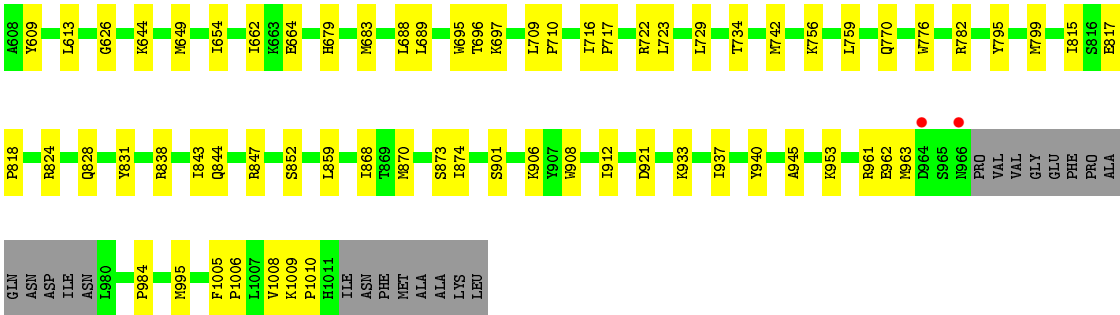 A608 Y609 L613 G626 K644 M649 I654 I662 K663 E664 H679 M683 L688 L689 W695 T696 K697 L709 P710 I716 P717 R722 L723 L729 T734 M742 K756 L759 Q770 W776 R782 Y795 M799 I815 S816 E817
P818 R824 Q828 Y831 R838 I843 Q844 R847 S852 L859 I868 T869 M870 S873 I874 S901 K906 Y907 W908 I912 D921 K933 I937 Y940 A945 K953 R961 E962 M963 D964 S965 N966 PRO VAL VAL GLY GLU PHE PRO ALA
GLN ASN ASP ILE ASN L980 P984 M995 F1005 P1006 L1007 V1008 K1009 P1010 H1011 ILE ASN PHE MET ALA ALA LYS LEU